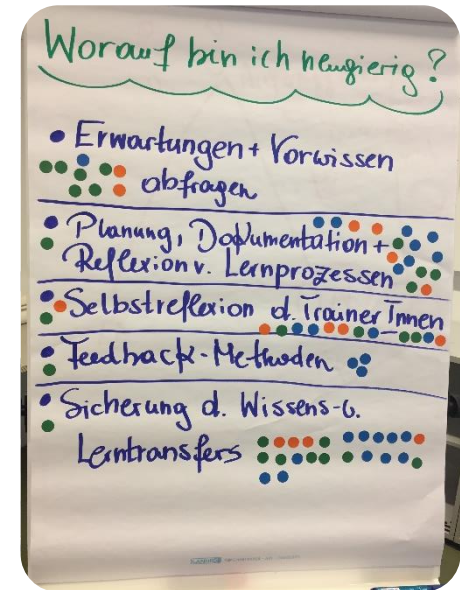 Worauf bin ich neugierig?
• Erwartungen + Vorwissen
abfragen
• Planung, Dokumentation +
Reflexion v. Lernprozessen
• Selbstreflexion d. TrainerInnen
• Feedback-Methoden
• Sicherung d. Wissens- u.
Lerntransfers